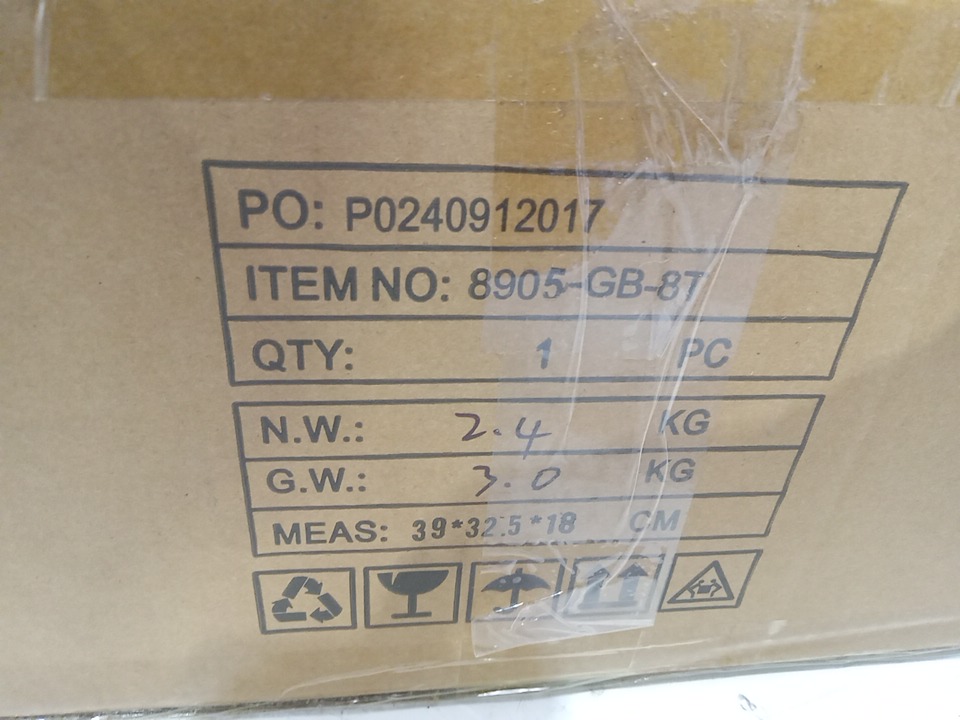 PO: P0240912017
ITEM NO: 8905-GB-8T
QTY: 1 PC
N.W.: 2.4 KG
G.W.: 3.0 KG
MEAS: 39*32.5*18 CM